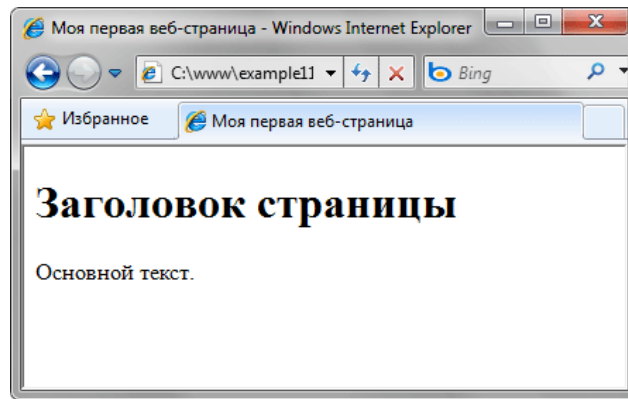 Моя первая веб-страница - Windows Internet Explorer
C:\www\example11
Bing
Избранное
Моя первая веб-страница
Заголовок страницы
Основной текст.